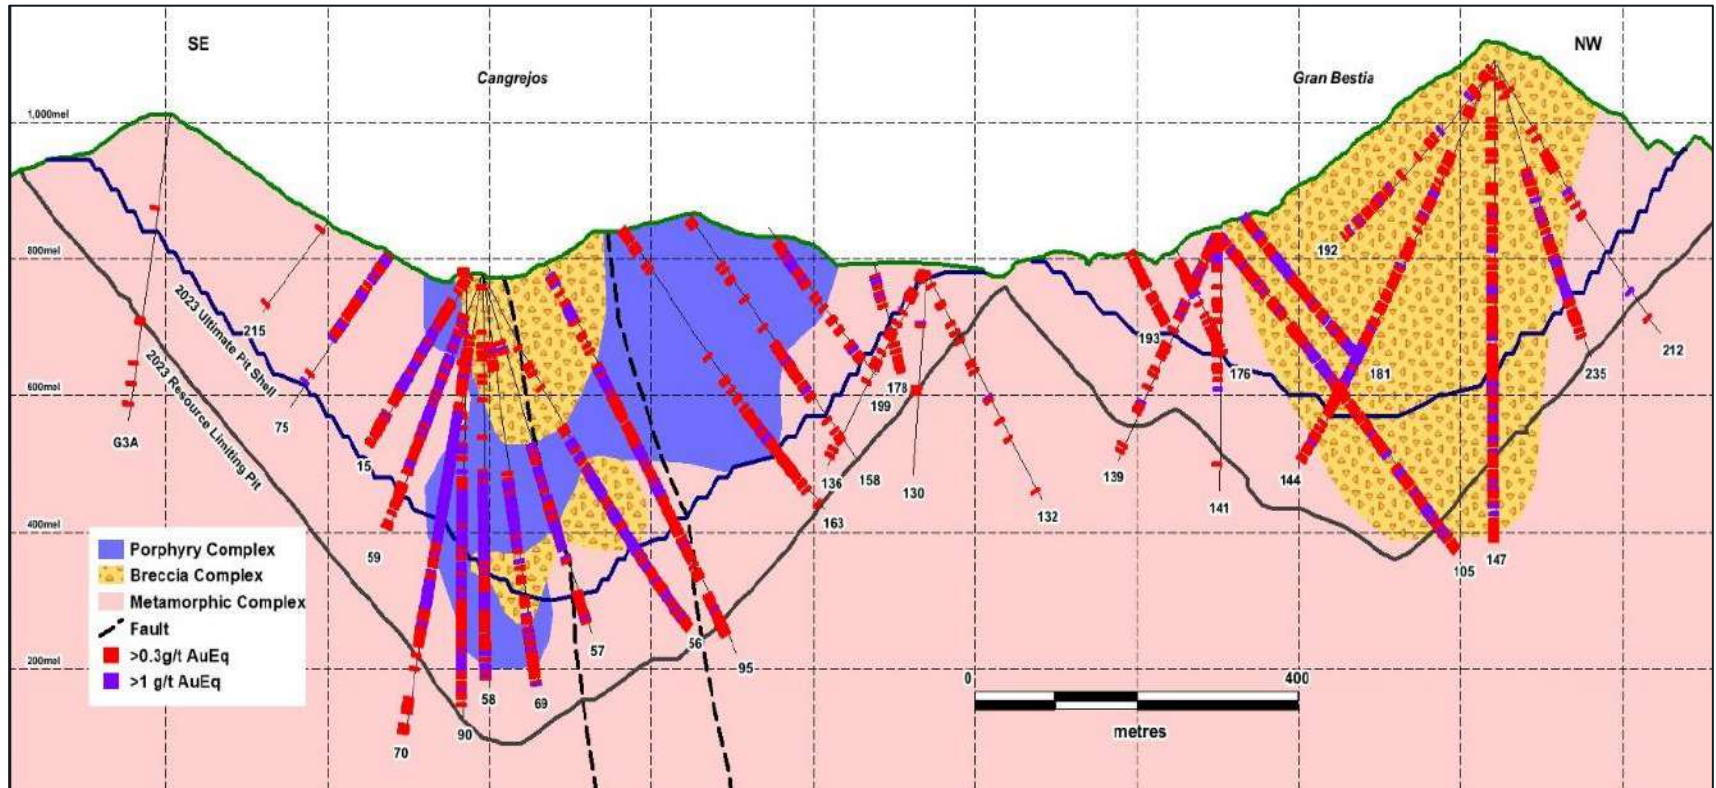 SE
NW
Cangrejos
Gran Bestia
1,000mel
800mel
600mel
400mel
200mel
2023 Ultimate Pit Shell
2023 Resource Limiting Pit
G3A
215
75
15
59
70
90
58
69
57
56
95
163
136
158
199
178
130
132
139
193
176
141
144
192
181
105
147
235
212
Porphyry Complex
Breccia Complex
Metamorphic Complex
Fault
>0.3g/t AuEq
>1 g/t AuEq
0
400
metres